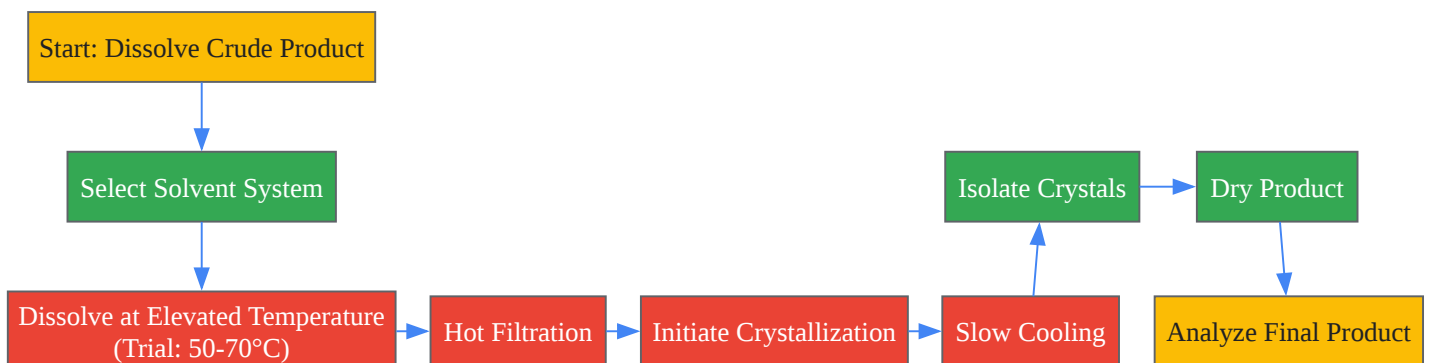 Start: Dissolve Crude Product
Select Solvent System
Dissolve at Elevated Temperature
(Trial: 50-70°C)
Hot Filtration
Initiate Crystallization
Slow Cooling
Isolate Crystals
Dry Product
Analyze Final Product